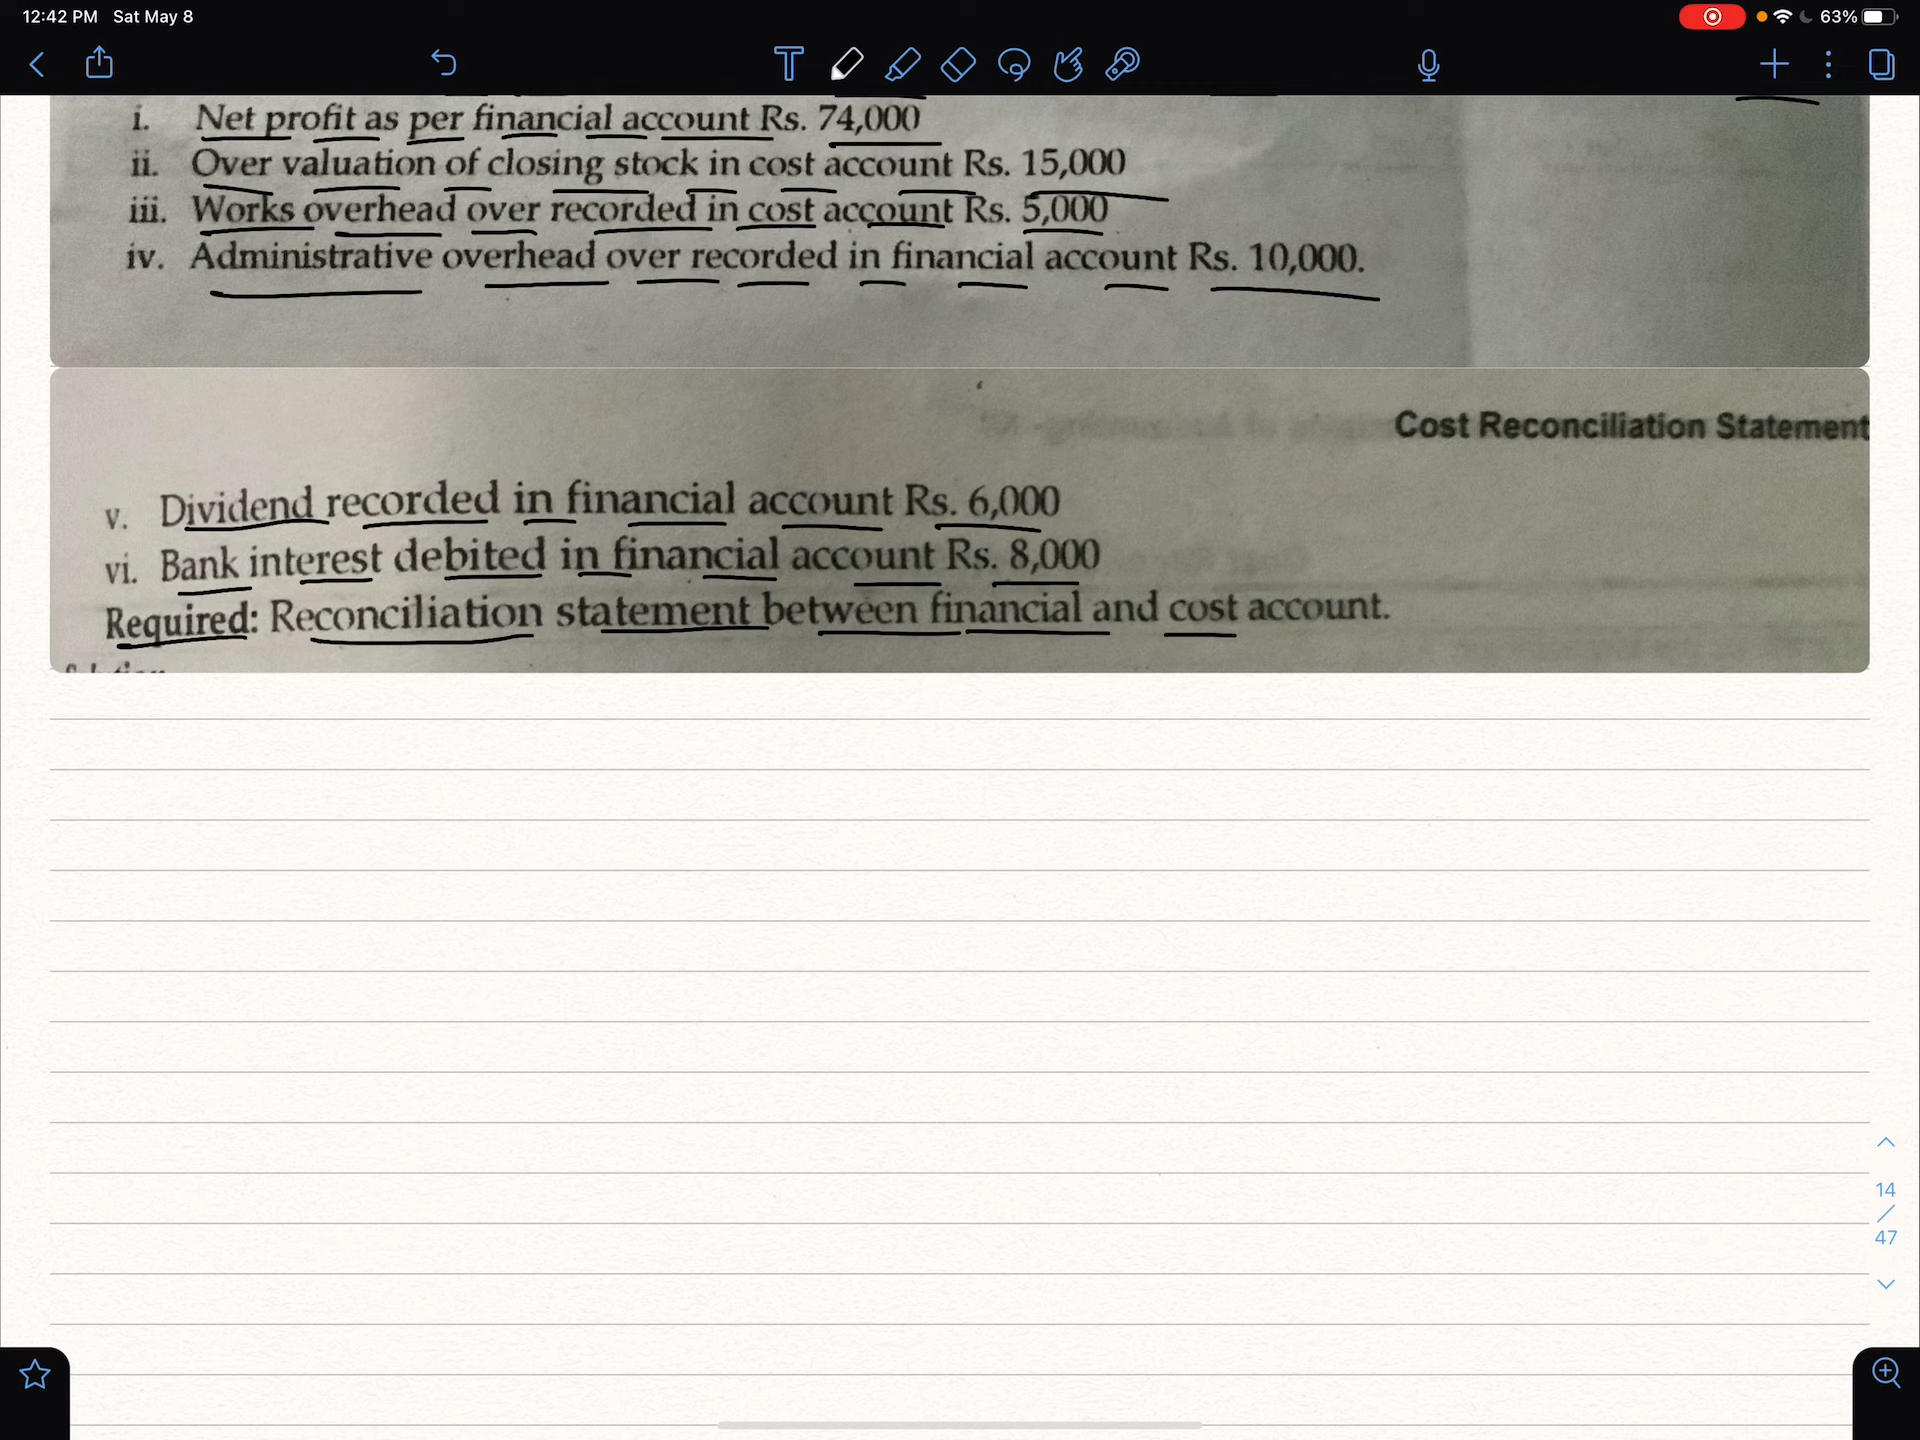 12:42 PM Sat May 8
63%
i. Net profit as per financial account Rs. 74,000
ii. Over valuation of closing stock in cost account Rs. 15,000
iii. Works overhead over recorded in cost account Rs. 5,000
iv. Administrative overhead over recorded in financial account Rs. 10,000.
Cost Reconciliation Statement
v. Dividend recorded in financial account Rs. 6,000
vi. Bank interest debited in financial account Rs. 8,000
Required: Reconciliation statement between financial and cost account.
14
/
47